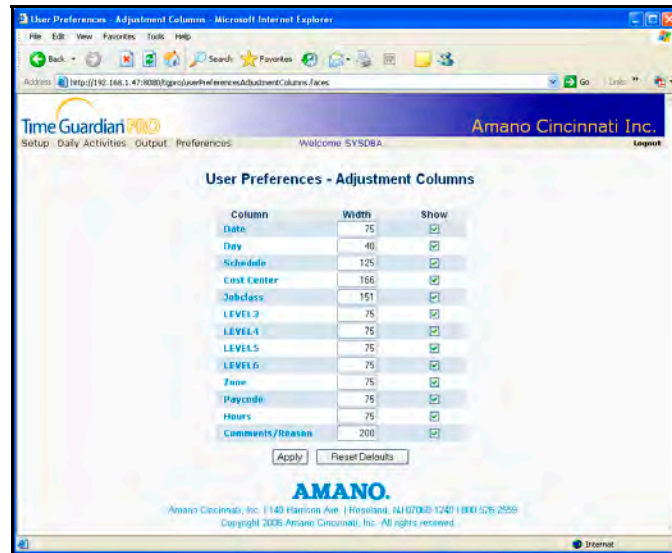 User Preferences - Adjustment Columns - Microsoft Internet Explorer
File Edit View Favorites Tools Help
Back Search Favorites
Address http://192.168.1.47:8080/tgpro/userPreferencesAdjustmentColumns.faces Go Links »
Time Guardian PRO Amano Cincinnati Inc.
Setup Daily Activities Output Preferences Welcome SYSDBA Logout
User Preferences - Adjustment Columns
Column Width Show
Date 75
Day 40
Schedule 125
Cost Center 166
Jobclass 151
LEVEL3 75
LEVEL4 75
LEVEL5 75
LEVEL6 75
Zone 75
Paycode 75
Hours 75
Comments/Reason 200
Apply Reset Defaults
AMANO.
Amano Cincinnati, Inc. | 140 Harrison Ave. | Roseland, NJ 07068-1240 | 800-526-2559
Copyright 2006 Amano Cincinnati, Inc. All rights reserved.
Internet